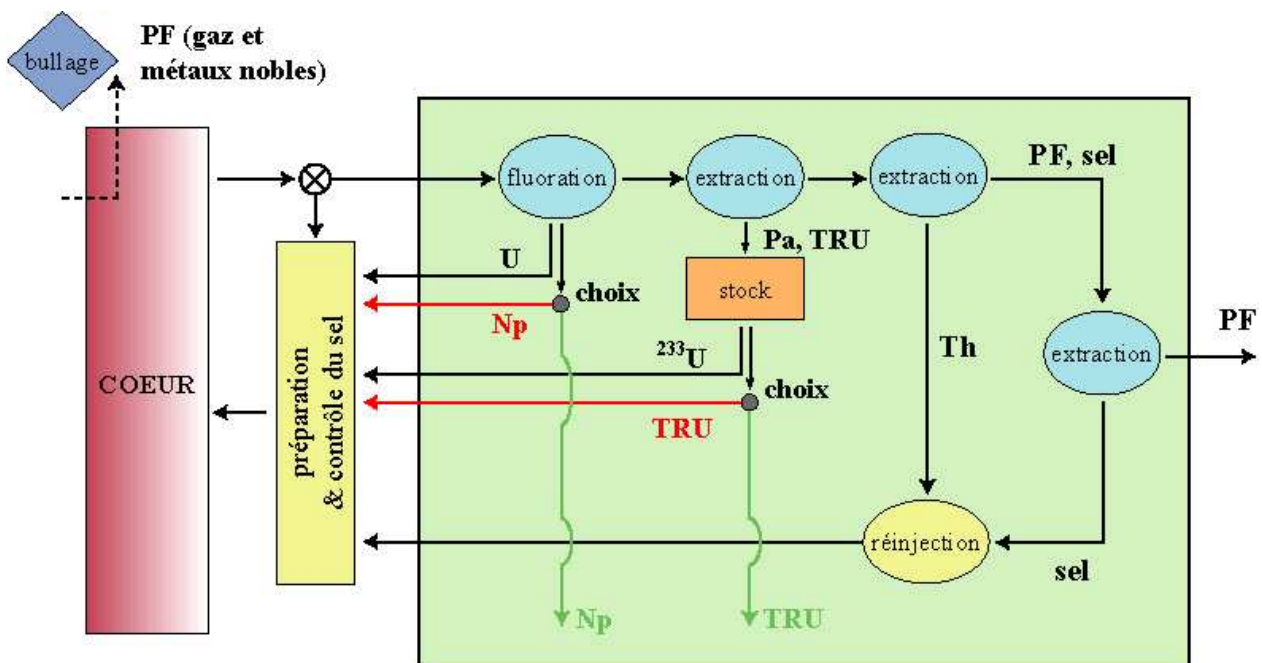 bullage
PF (gaz et
métaux nobles)
COEUR
préparation
& contrôle du sel
fluoration
extraction
extraction
PF, sel
U
choix
Np
Pa, TRU
stock
233U
choix
TRU
Th
extraction
PF
réinjection
sel
Np
TRU